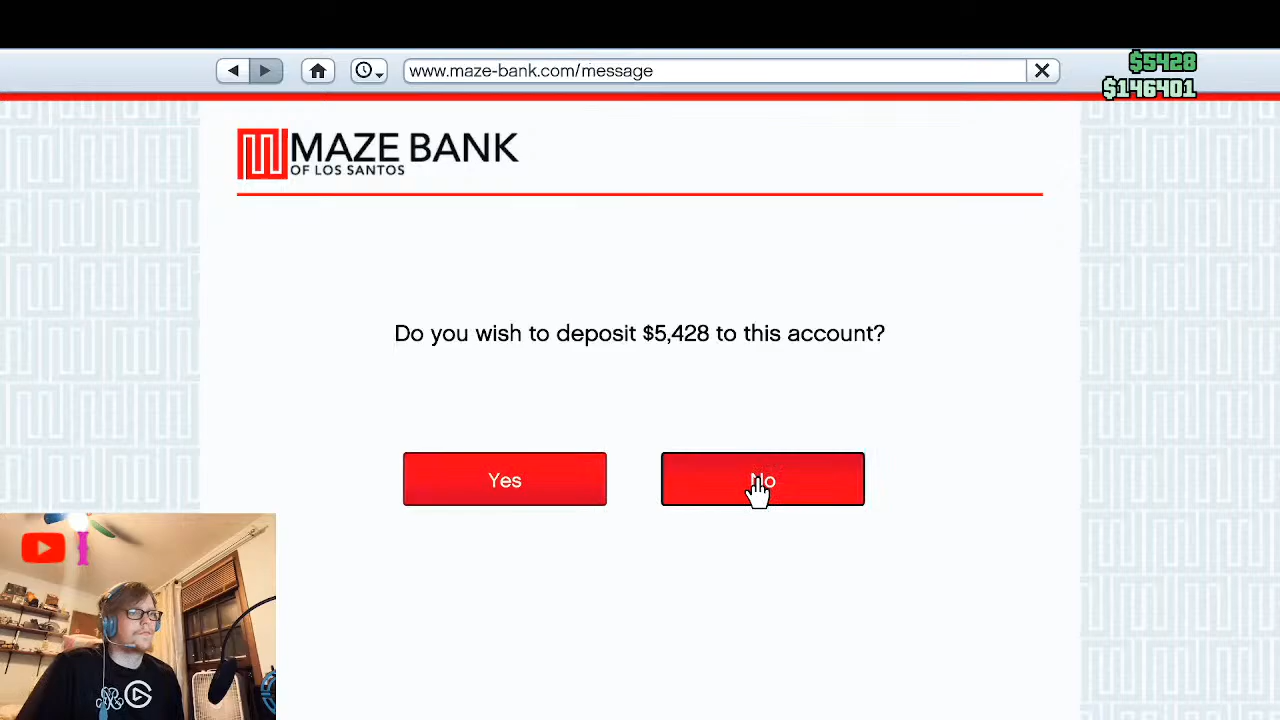 www.maze-bank.com/message
$5428
$146401
MAZE BANK
OF LOS SANTOS
Do you wish to deposit $5,428 to this account?
Yes
No